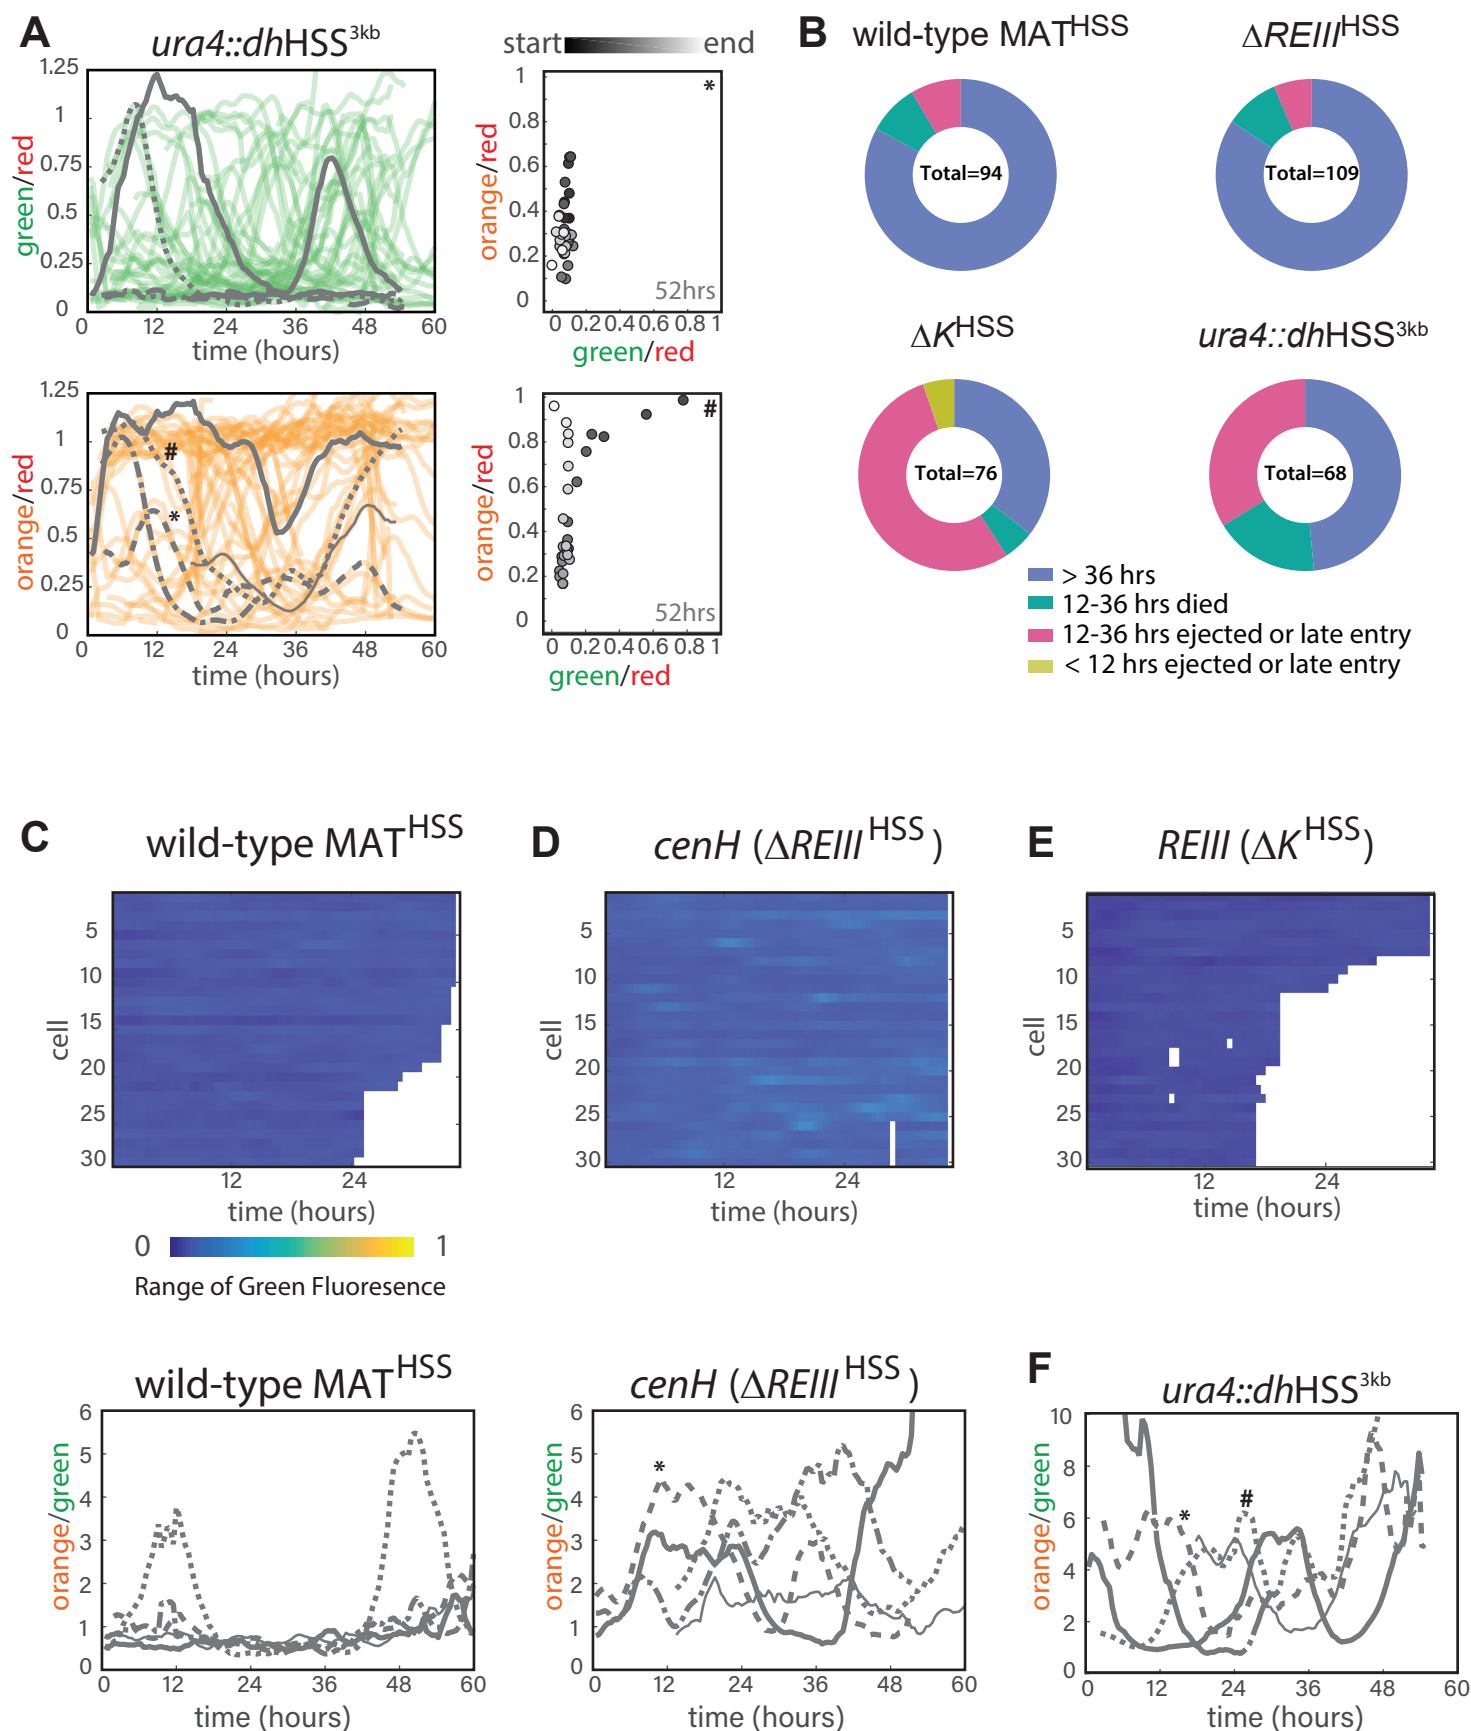 A
ura4::dhHSS3kb
start end
B
wild-type MATHSS
ΔREIIIHSS
1.25
1
0.75
0.5
0.25
0
green/red
0 12 24 36 48 60
time (hours)
*
1
0.8
0.6
0.4
0.2
0
orange/red
52hrs
0 0.2 0.4 0.6 0.8 1
green/red
Total=94
Total=109
1.25
1
0.75
0.5
0.25
0
orange/red
#
*
0 12 24 36 48 60
time (hours)
#
1
0.8
0.6
0.4
0.2
0
orange/red
52hrs
0 0.2 0.4 0.6 0.8 1
green/red
ΔKHSS
ura4::dhHSS3kb
Total=76
Total=68
> 36 hrs
12-36 hrs died
12-36 hrs ejected or late entry
< 12 hrs ejected or late entry
C
wild-type MATHSS
5
10
15
20
25
30
cell
12 24
time (hours)
0 1
Range of Green Fluoresence
D
cenH (ΔREIIIHSS)
5
10
15
20
25
30
cell
12 24
time (hours)
E
REIII (ΔKHSS)
5
10
15
20
25
30
cell
12 24
time (hours)
wild-type MATHSS
6
5
4
3
2
1
0
orange/green
0 12 24 36 48 60
time (hours)
cenH (ΔREIIIHSS)
6
5
4
3
2
1
0
orange/green
*
0 12 24 36 48 60
time (hours)
F
ura4::dhHSS3kb
10
8
6
4
2
0
orange/green
*
#
0 12 24 36 48 60
time (hours)